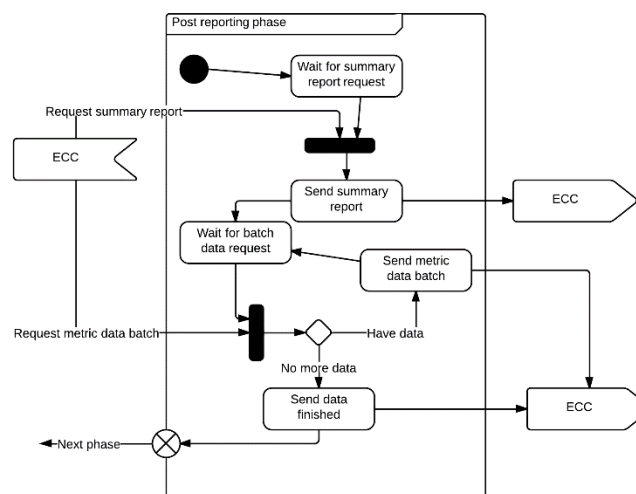 Post reporting phase
Wait for summary
report request
Request summary report
ECC
Send summary
report
ECC
Wait for batch
data request
Send metric
data batch
Request metric data batch
Have data
No more data
Send data
finished
ECC
Next phase